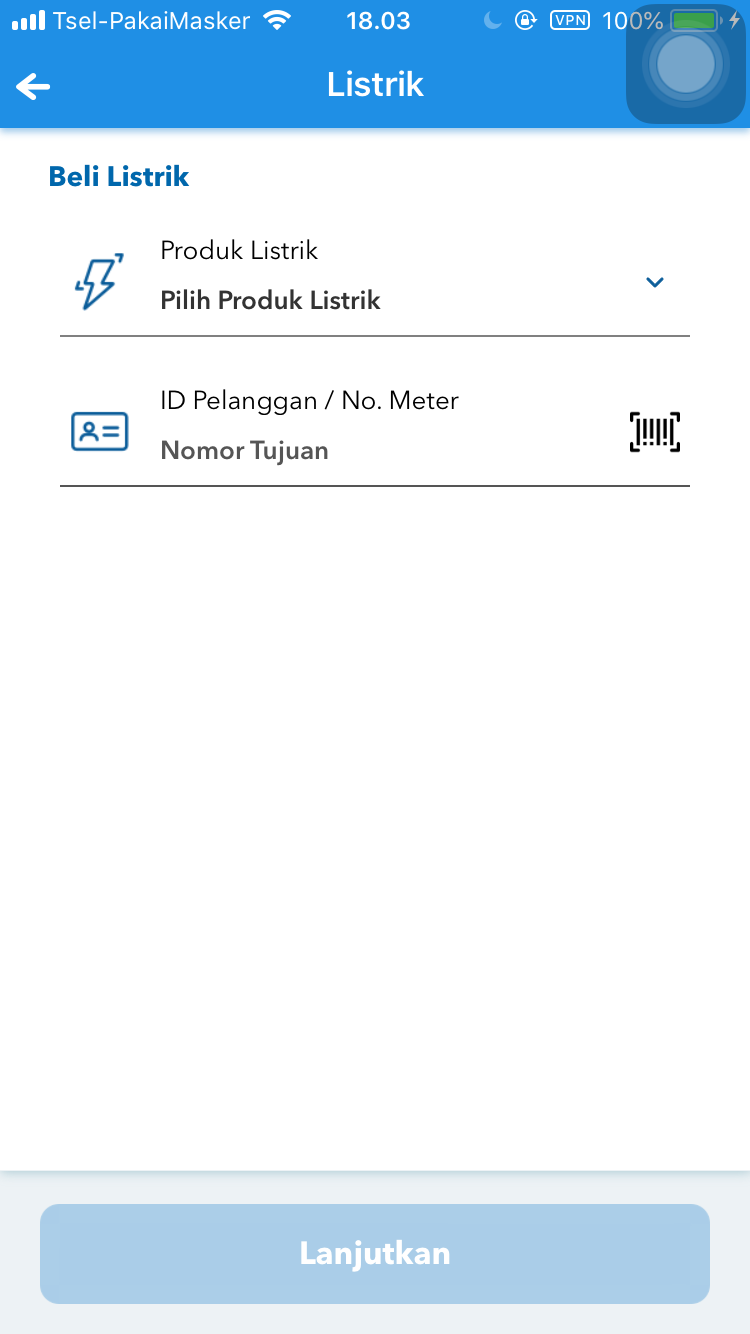 Tsel-PakaiMasker 18.03 VPN 100%
Listrik
Beli Listrik
Produk Listrik
Pilih Produk Listrik
ID Pelanggan / No. Meter
Nomor Tujuan
Lanjutkan